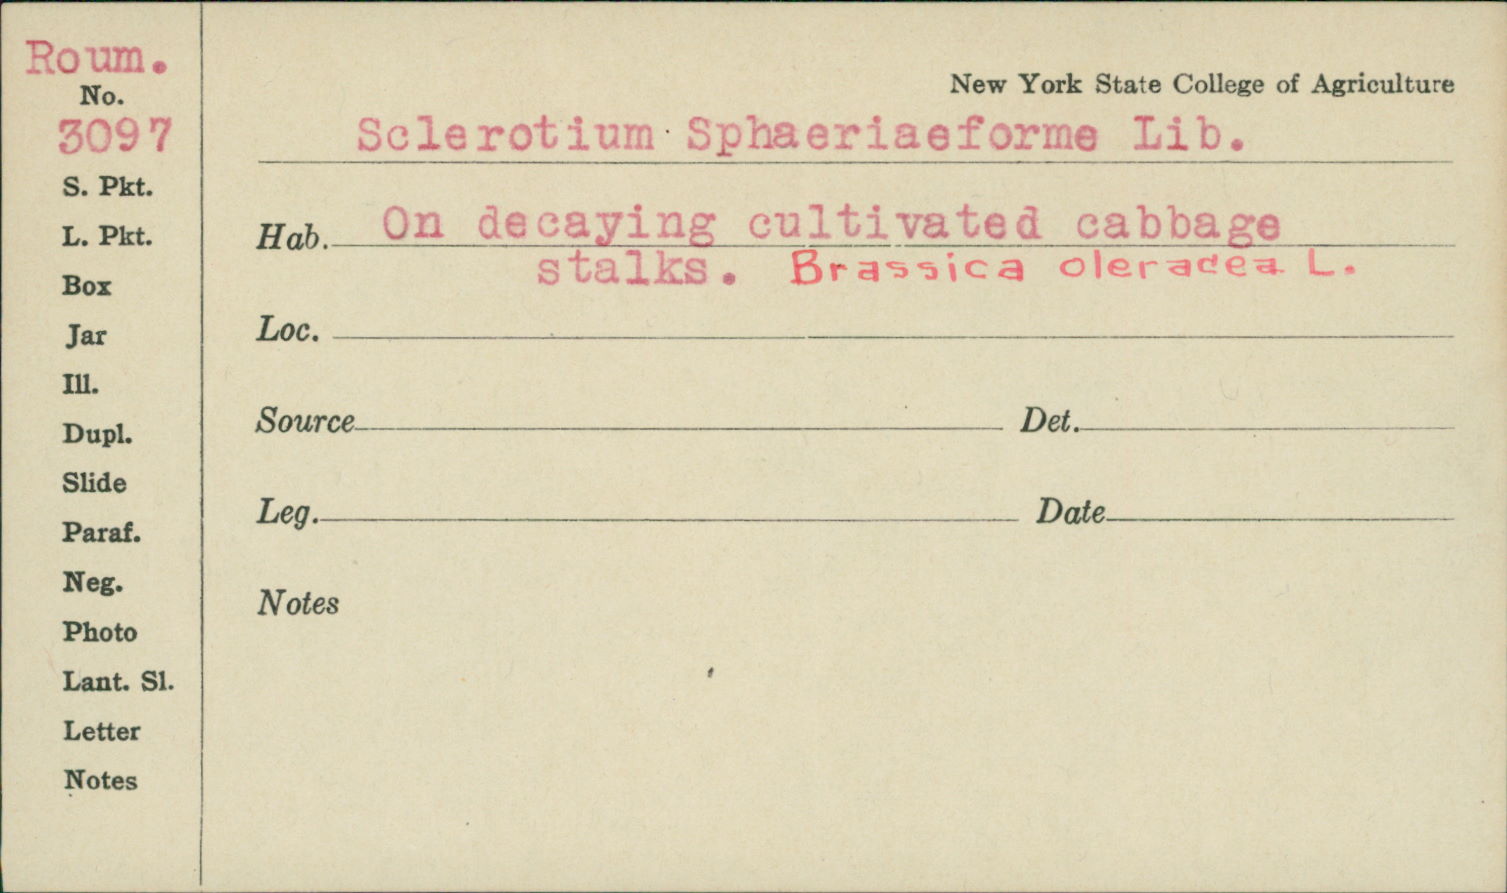 Roum.
No.
3097
S. Pkt.
L. Pkt.
Box
Jar
Ill.
Dupl.
Slide
Paraf.
Neg.
Photo
Lant. Sl.
Letter
Notes
New York State College of Agriculture
Sclerotium Sphaeriaeforme Lib.
Hab. On decaying cultivated cabbage
stalks. Brassica oleracea L.
Loc.
Source Det.
Leg. Date
Notes